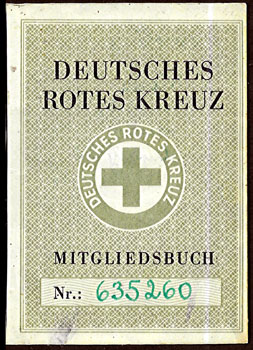 DEUTSCHES
ROTES KREUZ
DEUTSCHES ROTES KREUZ
MITGLIEDSBUCH
Nr.: 635260